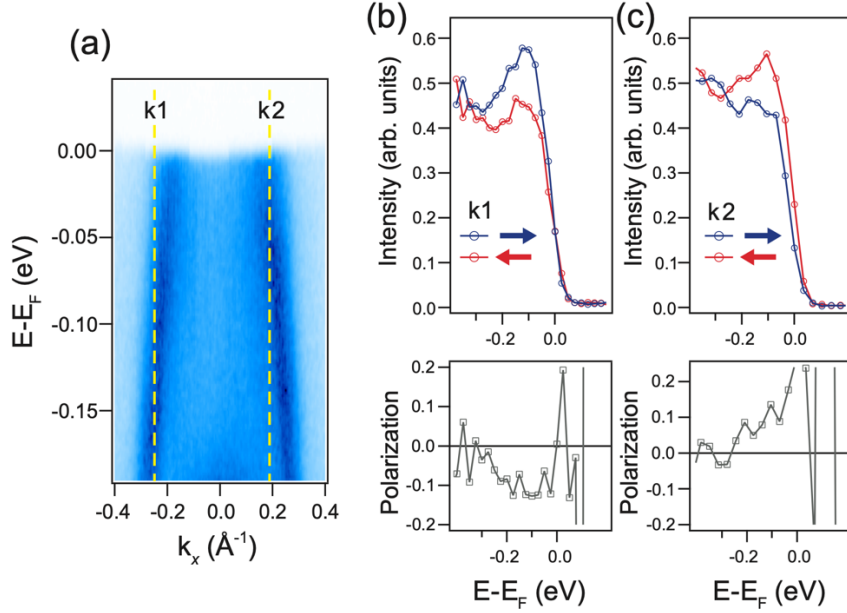 (a)
k1 k2
0.00
-0.05
-0.10
-0.15
E-E_F (eV)
-0.4 -0.2 0.0 0.2 0.4
k_x (Å⁻¹)
(b)
0.6
0.5
0.4
0.3
0.2
0.1
0.0
Intensity (arb. units)
k1
-0.2 0.0
0.2
0.1
0.0
-0.1
-0.2
Polarization
-0.2 0.0
E-E_F (eV)
(c)
0.6
0.5
0.4
0.3
0.2
0.1
0.0
Intensity (arb. units)
k2
-0.2 0.0
0.2
0.1
0.0
-0.1
-0.2
Polarization
-0.2 0.0
E-E_F (eV)